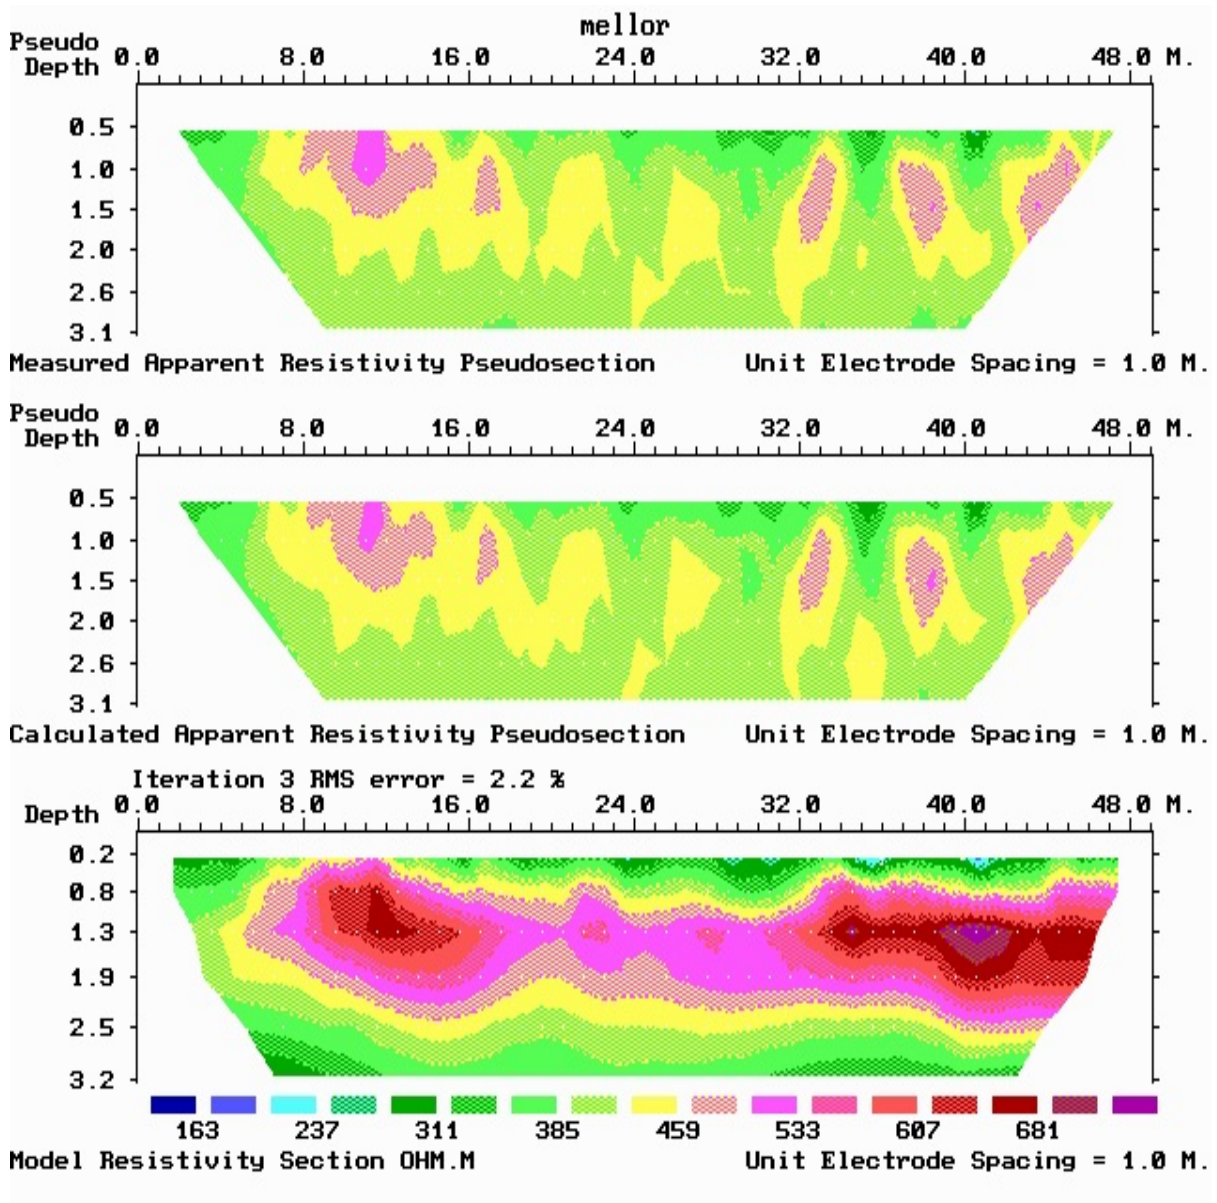 mellor
Pseudo
Depth 0.0 8.0 16.0 24.0 32.0 40.0 48.0 M.
0.5
1.0
1.5
2.0
2.6
3.1
Measured Apparent Resistivity Pseudosection Unit Electrode Spacing = 1.0 M.
Pseudo
Depth 0.0 8.0 16.0 24.0 32.0 40.0 48.0 M.
0.5
1.0
1.5
2.0
2.6
3.1
Calculated Apparent Resistivity Pseudosection Unit Electrode Spacing = 1.0 M.
Iteration 3 RMS error = 2.2 %
Depth 0.0 8.0 16.0 24.0 32.0 40.0 48.0 M.
0.2
0.8
1.3
1.9
2.5
3.2
163 237 311 385 459 533 607 681
Model Resistivity Section OHM.M Unit Electrode Spacing = 1.0 M.